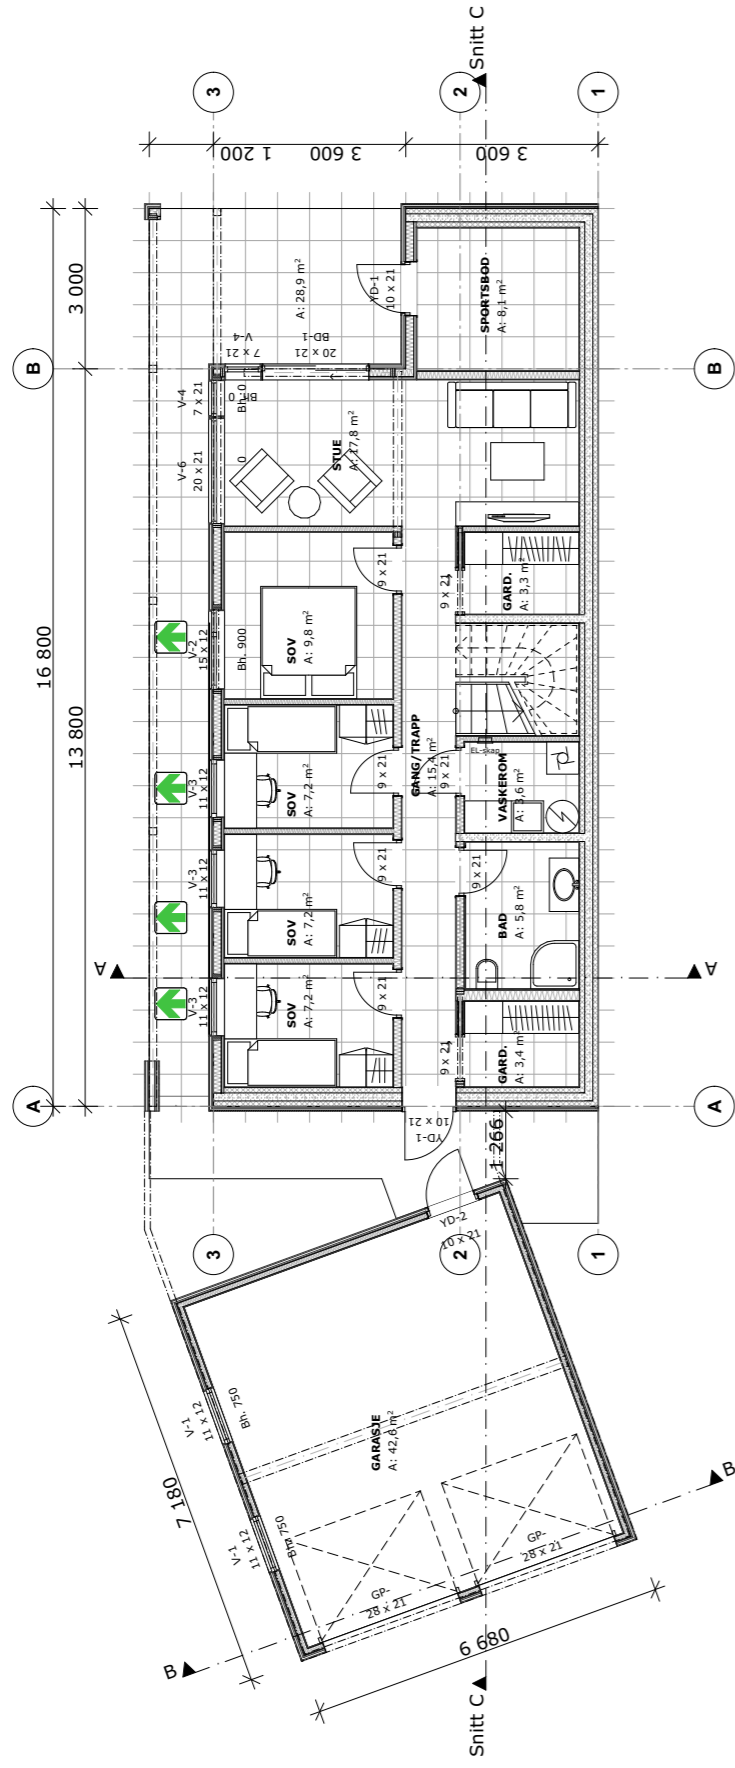 Snitt C
3
2
1
1 200
3 600
3 600
16 800
3 000
13 800
B
B
A: 28,9 m²
YD-1
10 x 21
SPORTSBOD
A: 8,1 m²
V-4
7 x 21
BD-1
20 x 21
V-4
7 x 21
Bh. 0
Bh. 0
V-6
20 x 21
0
STUE
A: 17,8 m²
9 x 21
9 x 21
GARD.
A: 3,3 m²
V-2
15 x 12
Bh. 900
SOV
A: 9,8 m²
GANG/TRAPP
A: 15,4 m²
9 x 21
9 x 21
EL-skap
VASKEROM
A: 3,6 m²
V-3
11 x 12
SOV
A: 7,2 m²
V-3
11 x 12
SOV
A: 7,2 m²
9 x 21
9 x 21
BAD
A: 5,8 m²
A
A
V-3
11 x 12
SOV
A: 7,2 m²
9 x 21
9 x 21
GARD.
A: 3,4 m²
A
A
YD-1
10 x 21
1 266
YD-2
10 x 21
3
2
1
7 180
V-1
11 x 12
Bh. 750
V-1
11 x 12
Bh. 750
GARASJE
A: 42,6 m²
GP-
28 x 21
GP-
28 x 21
B
B
6 680
Snitt C